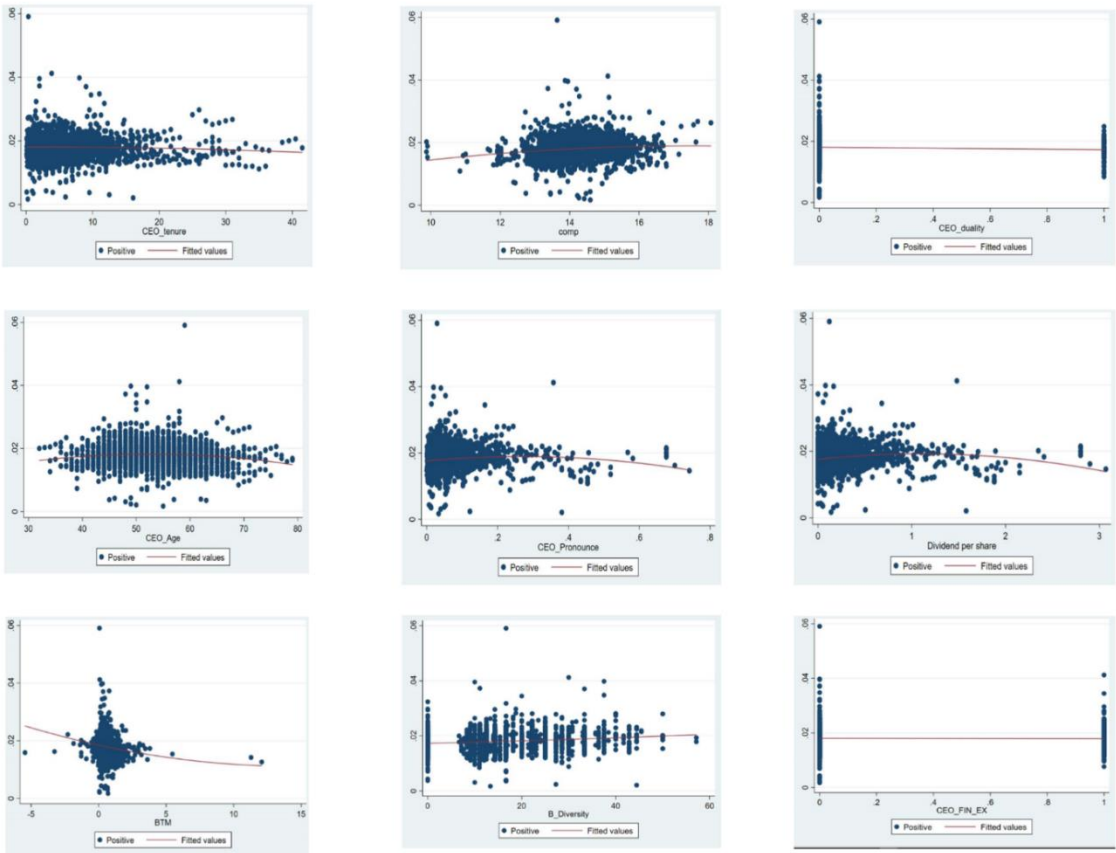 .06
.04
.02
0
0 10 20 30 40
CEO_tenure
Positive Fitted values
.06
.04
.02
0
10 12 14 16 18
comp
Positive Fitted values
.06
.04
.02
0
0 .2 .4 .6 .8 1
CEO_duality
Positive Fitted values
.06
.04
.02
0
30 40 50 60 70 80
CEO_Age
Positive Fitted values
.06
.04
.02
0
0 .2 .4 .6 .8
CEO_Pronounce
Positive Fitted values
.06
.04
.02
0
0 1 2 3
Dividend per share
Positive Fitted values
.06
.04
.02
0
-5 0 5 10 15
BTM
Positive Fitted values
.06
.04
.02
0
0 20 40 60
B_Diversity
Positive Fitted values
.06
.04
.02
0
0 .2 .4 .6 .8 1
CEO_FIN_EX
Positive Fitted values